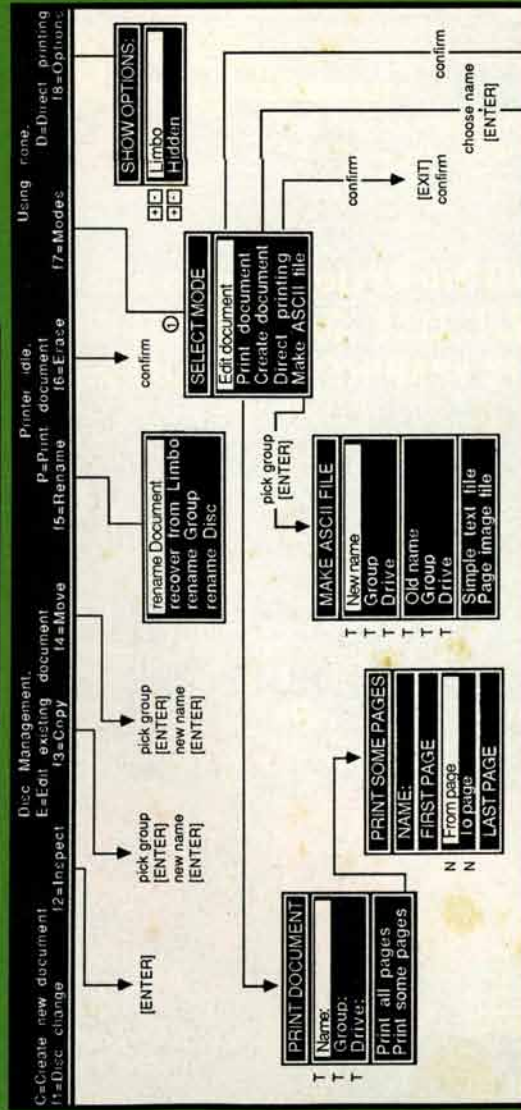 Disc Management. Printer idle. Using none.
C=Create new document E=Edit existing document P=Print document D=Direct printing
f1=Disc change f2=Inspect f3=Copy f4=Move f5=Rename f6=Erase f7=Modes f8=Options
[ENTER]
pick group
[ENTER]
new name
[ENTER]
pick group
[ENTER]
new name
[ENTER]
rename Document
recover from Limbo
rename Group
rename Disc
confirm
SHOW OPTIONS:
+ - Limbo
+ - Hidden
1
SELECT MODE
Edit document
Print document
Create document
Direct printing
Make ASCII file
confirm
choose name
[ENTER]
confirm
[EXIT]
confirm
pick group
[ENTER]
PRINT DOCUMENT
T Name:
T Group:
T Drive:
Print all pages
Print some pages
PRINT SOME PAGES
NAME:
FIRST PAGE
N From page
N To page
LAST PAGE
MAKE ASCII FILE
T New name
T Group
T Drive
T Old name
T Group
T Drive
Simple text file
Page image file